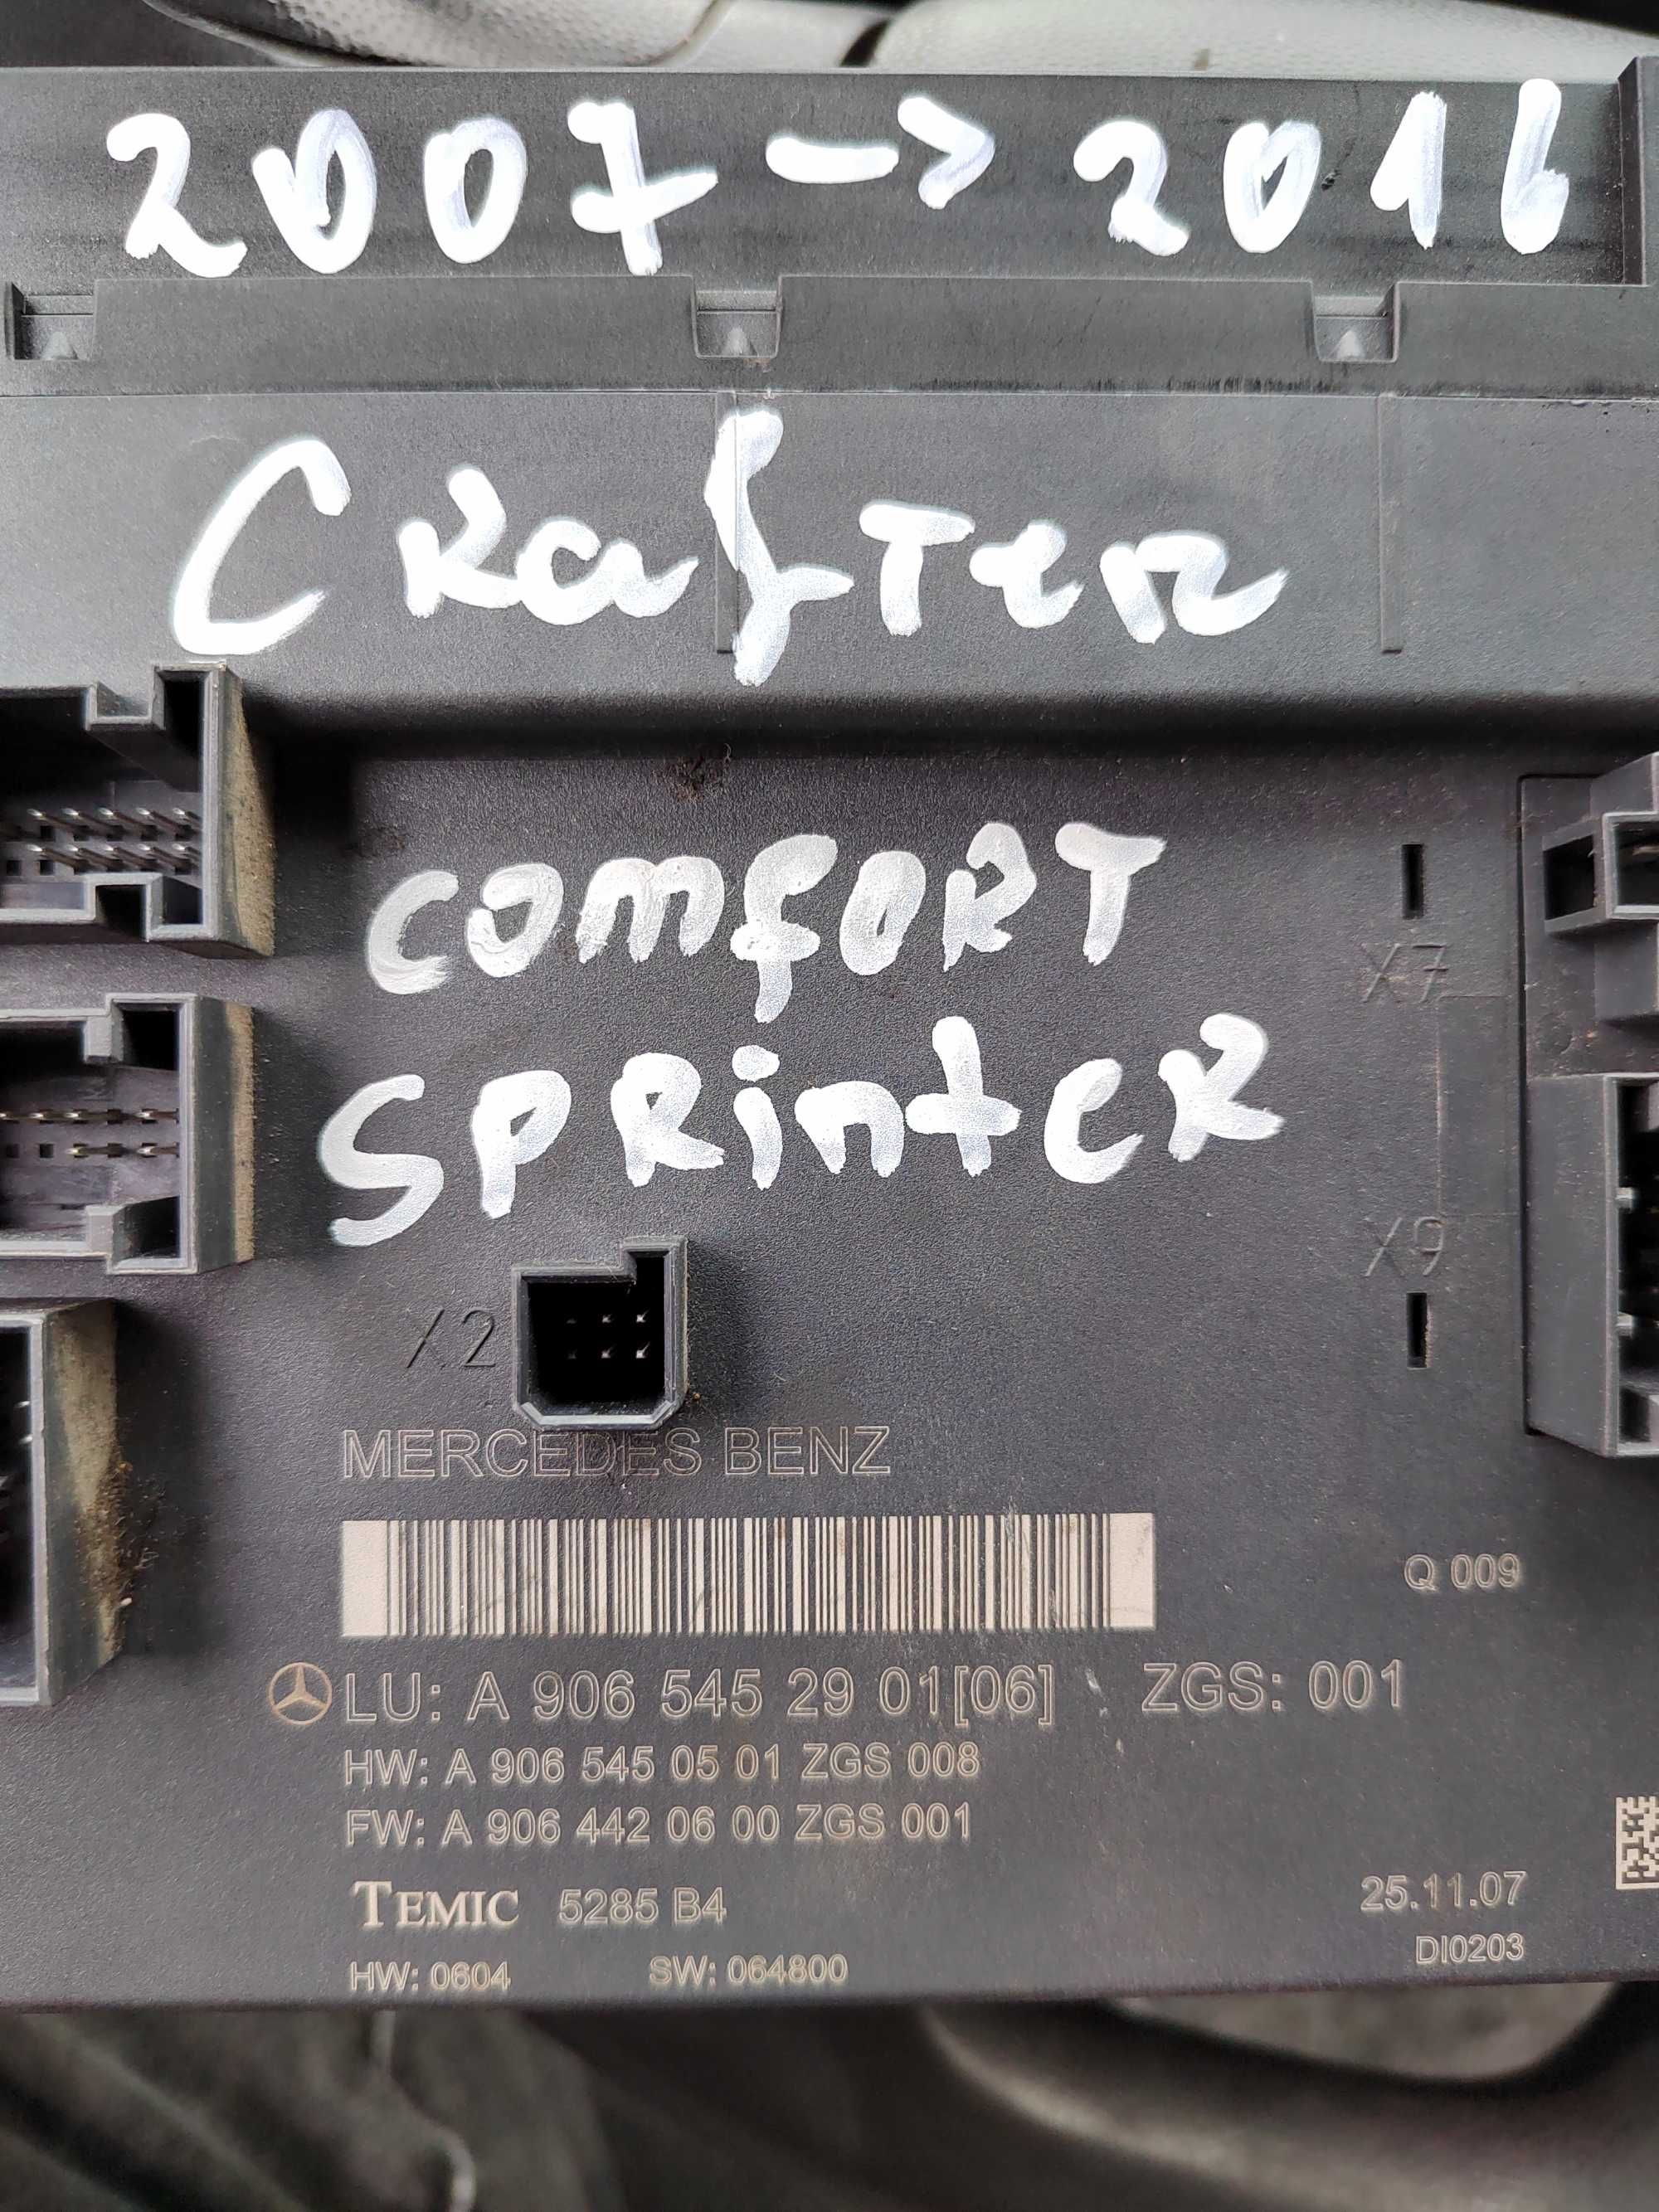 2007 -> 2016
Crafter
comfort
SPRinteR
X7
X9
X2
MERCEDES BENZ
Q 009
LU: A 906 545 29 01[06] ZGS: 001
HW: A 906 545 05 01 ZGS 008
FW: A 906 442 06 00 ZGS 001
TEMIC 5285 B4 25.11.07
DI0203
HW: 0604 SW: 064800